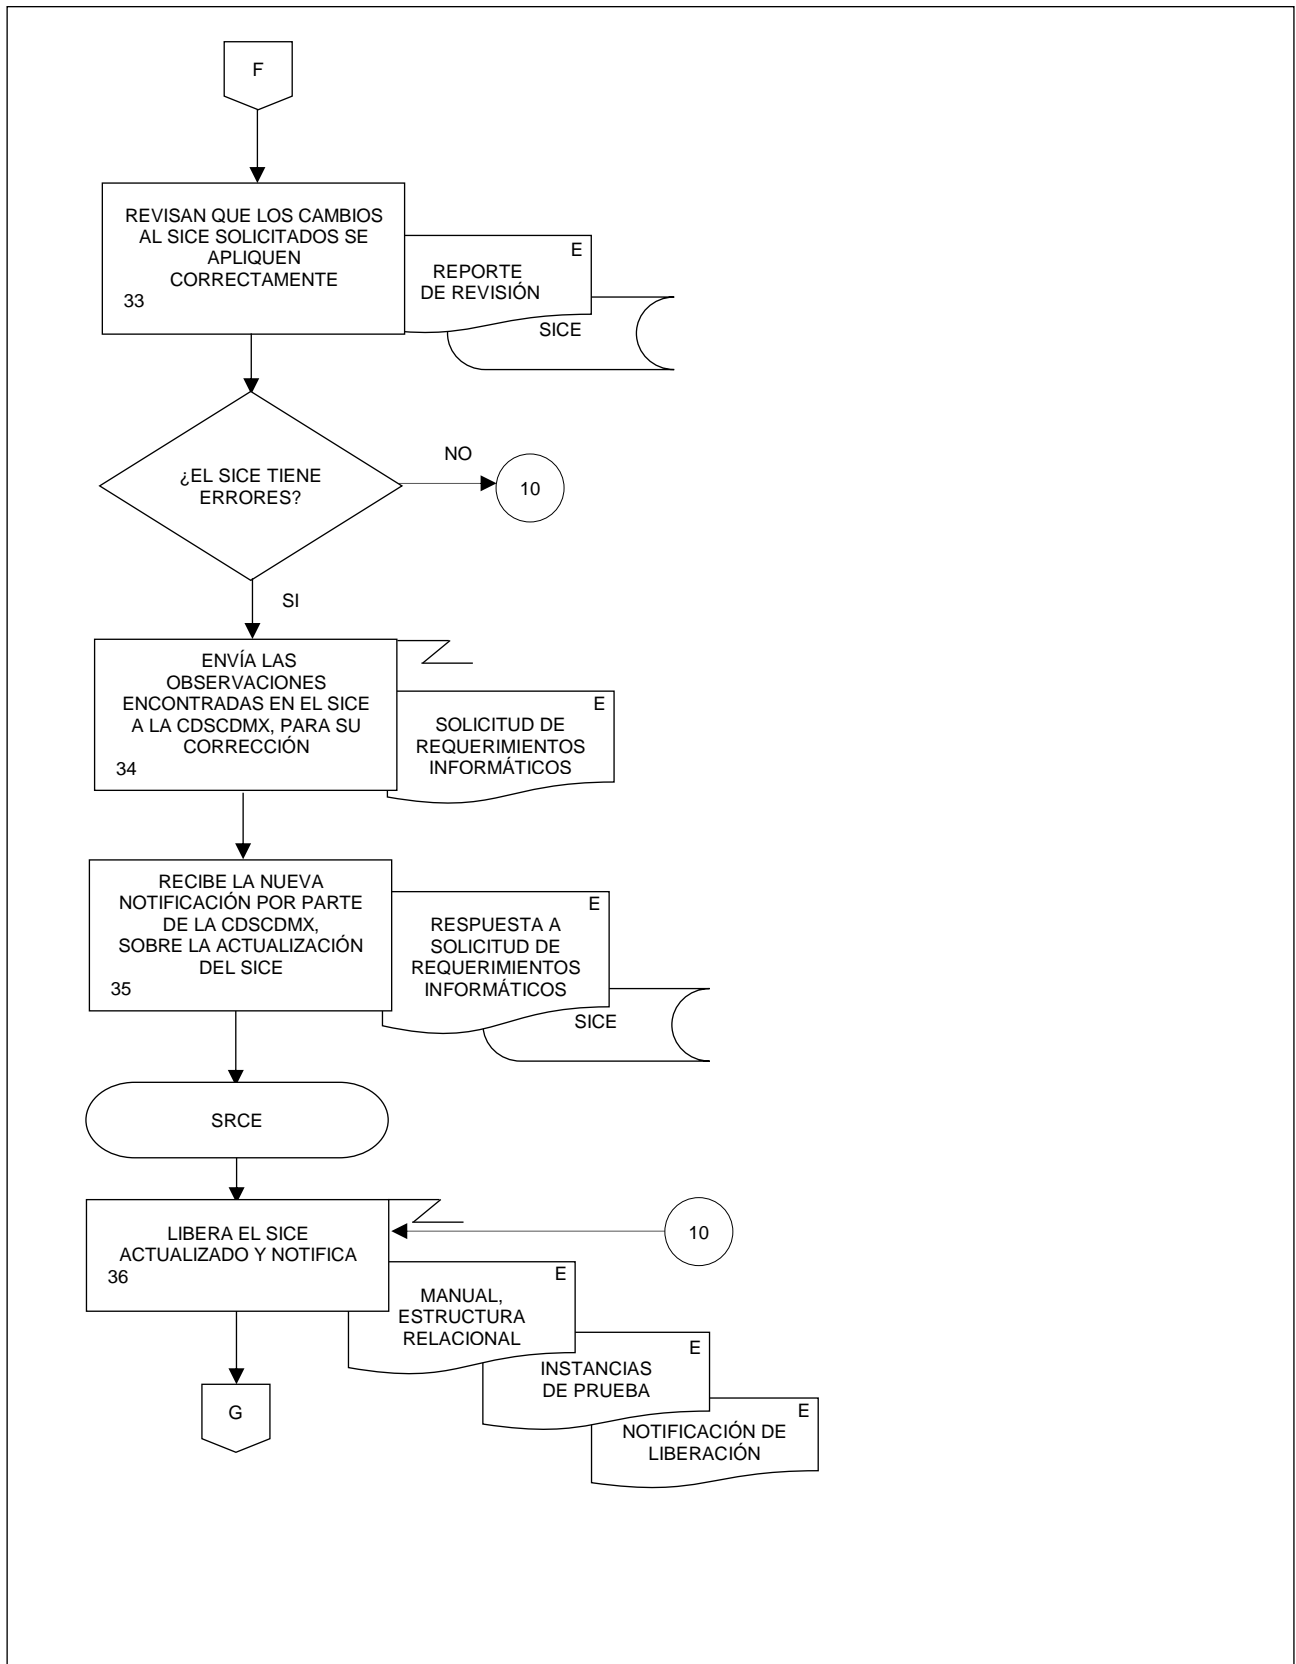 F
REVISAN QUE LOS CAMBIOS
AL SICE SOLICITADOS SE
APLIQUEN
CORRECTAMENTE
33
E
REPORTE
DE REVISIÓN
SICE
¿EL SICE TIENE
ERRORES?
NO
10
SI
ENVÍA LAS
OBSERVACIONES
ENCONTRADAS EN EL SICE
A LA CDSCDMX, PARA SU
CORRECCIÓN
34
E
SOLICITUD DE
REQUERIMIENTOS
INFORMÁTICOS
RECIBE LA NUEVA
NOTIFICACIÓN POR PARTE
DE LA CDSCDMX,
SOBRE LA ACTUALIZACIÓN
DEL SICE
35
E
RESPUESTA A
SOLICITUD DE
REQUERIMIENTOS
INFORMÁTICOS
SICE
SRCE
LIBERA EL SICE
ACTUALIZADO Y NOTIFICA
36
10
E
MANUAL,
ESTRUCTURA
RELACIONAL
E
INSTANCIAS
DE PRUEBA
E
NOTIFICACIÓN DE
LIBERACIÓN
G